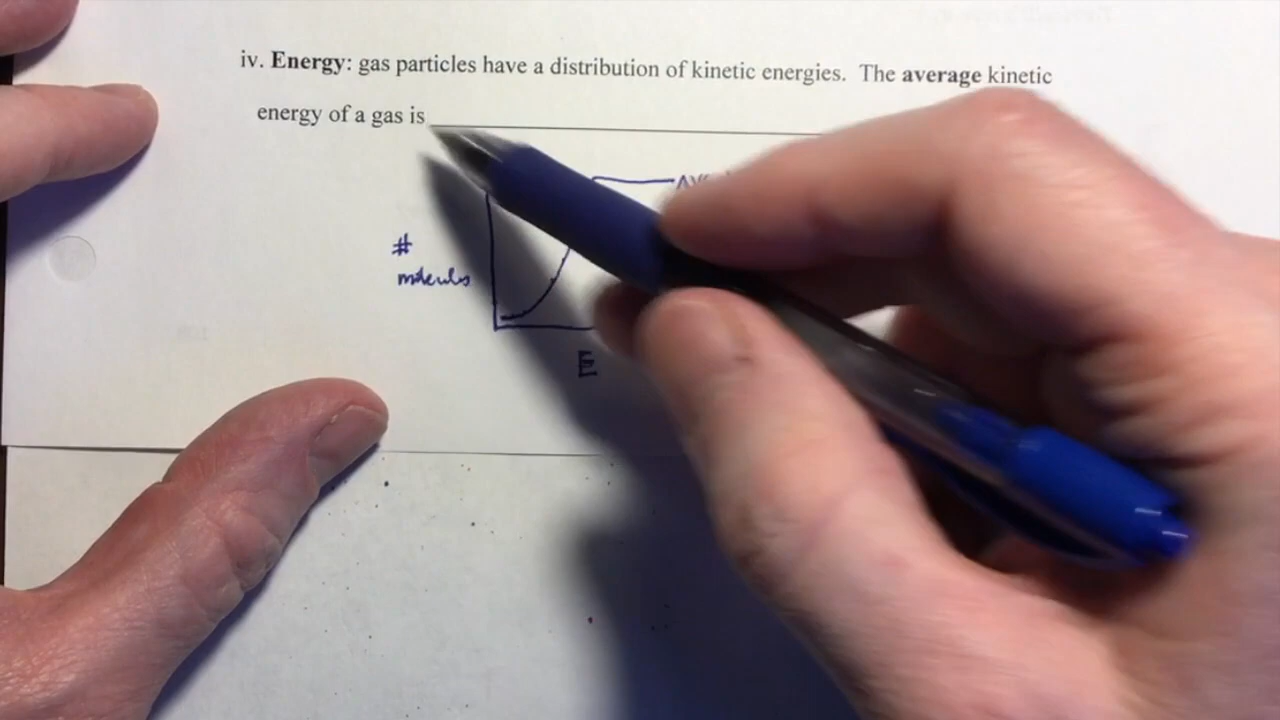 iv. Energy: gas particles have a distribution of kinetic energies. The average kinetic
energy of a gas is
#
molecules
E